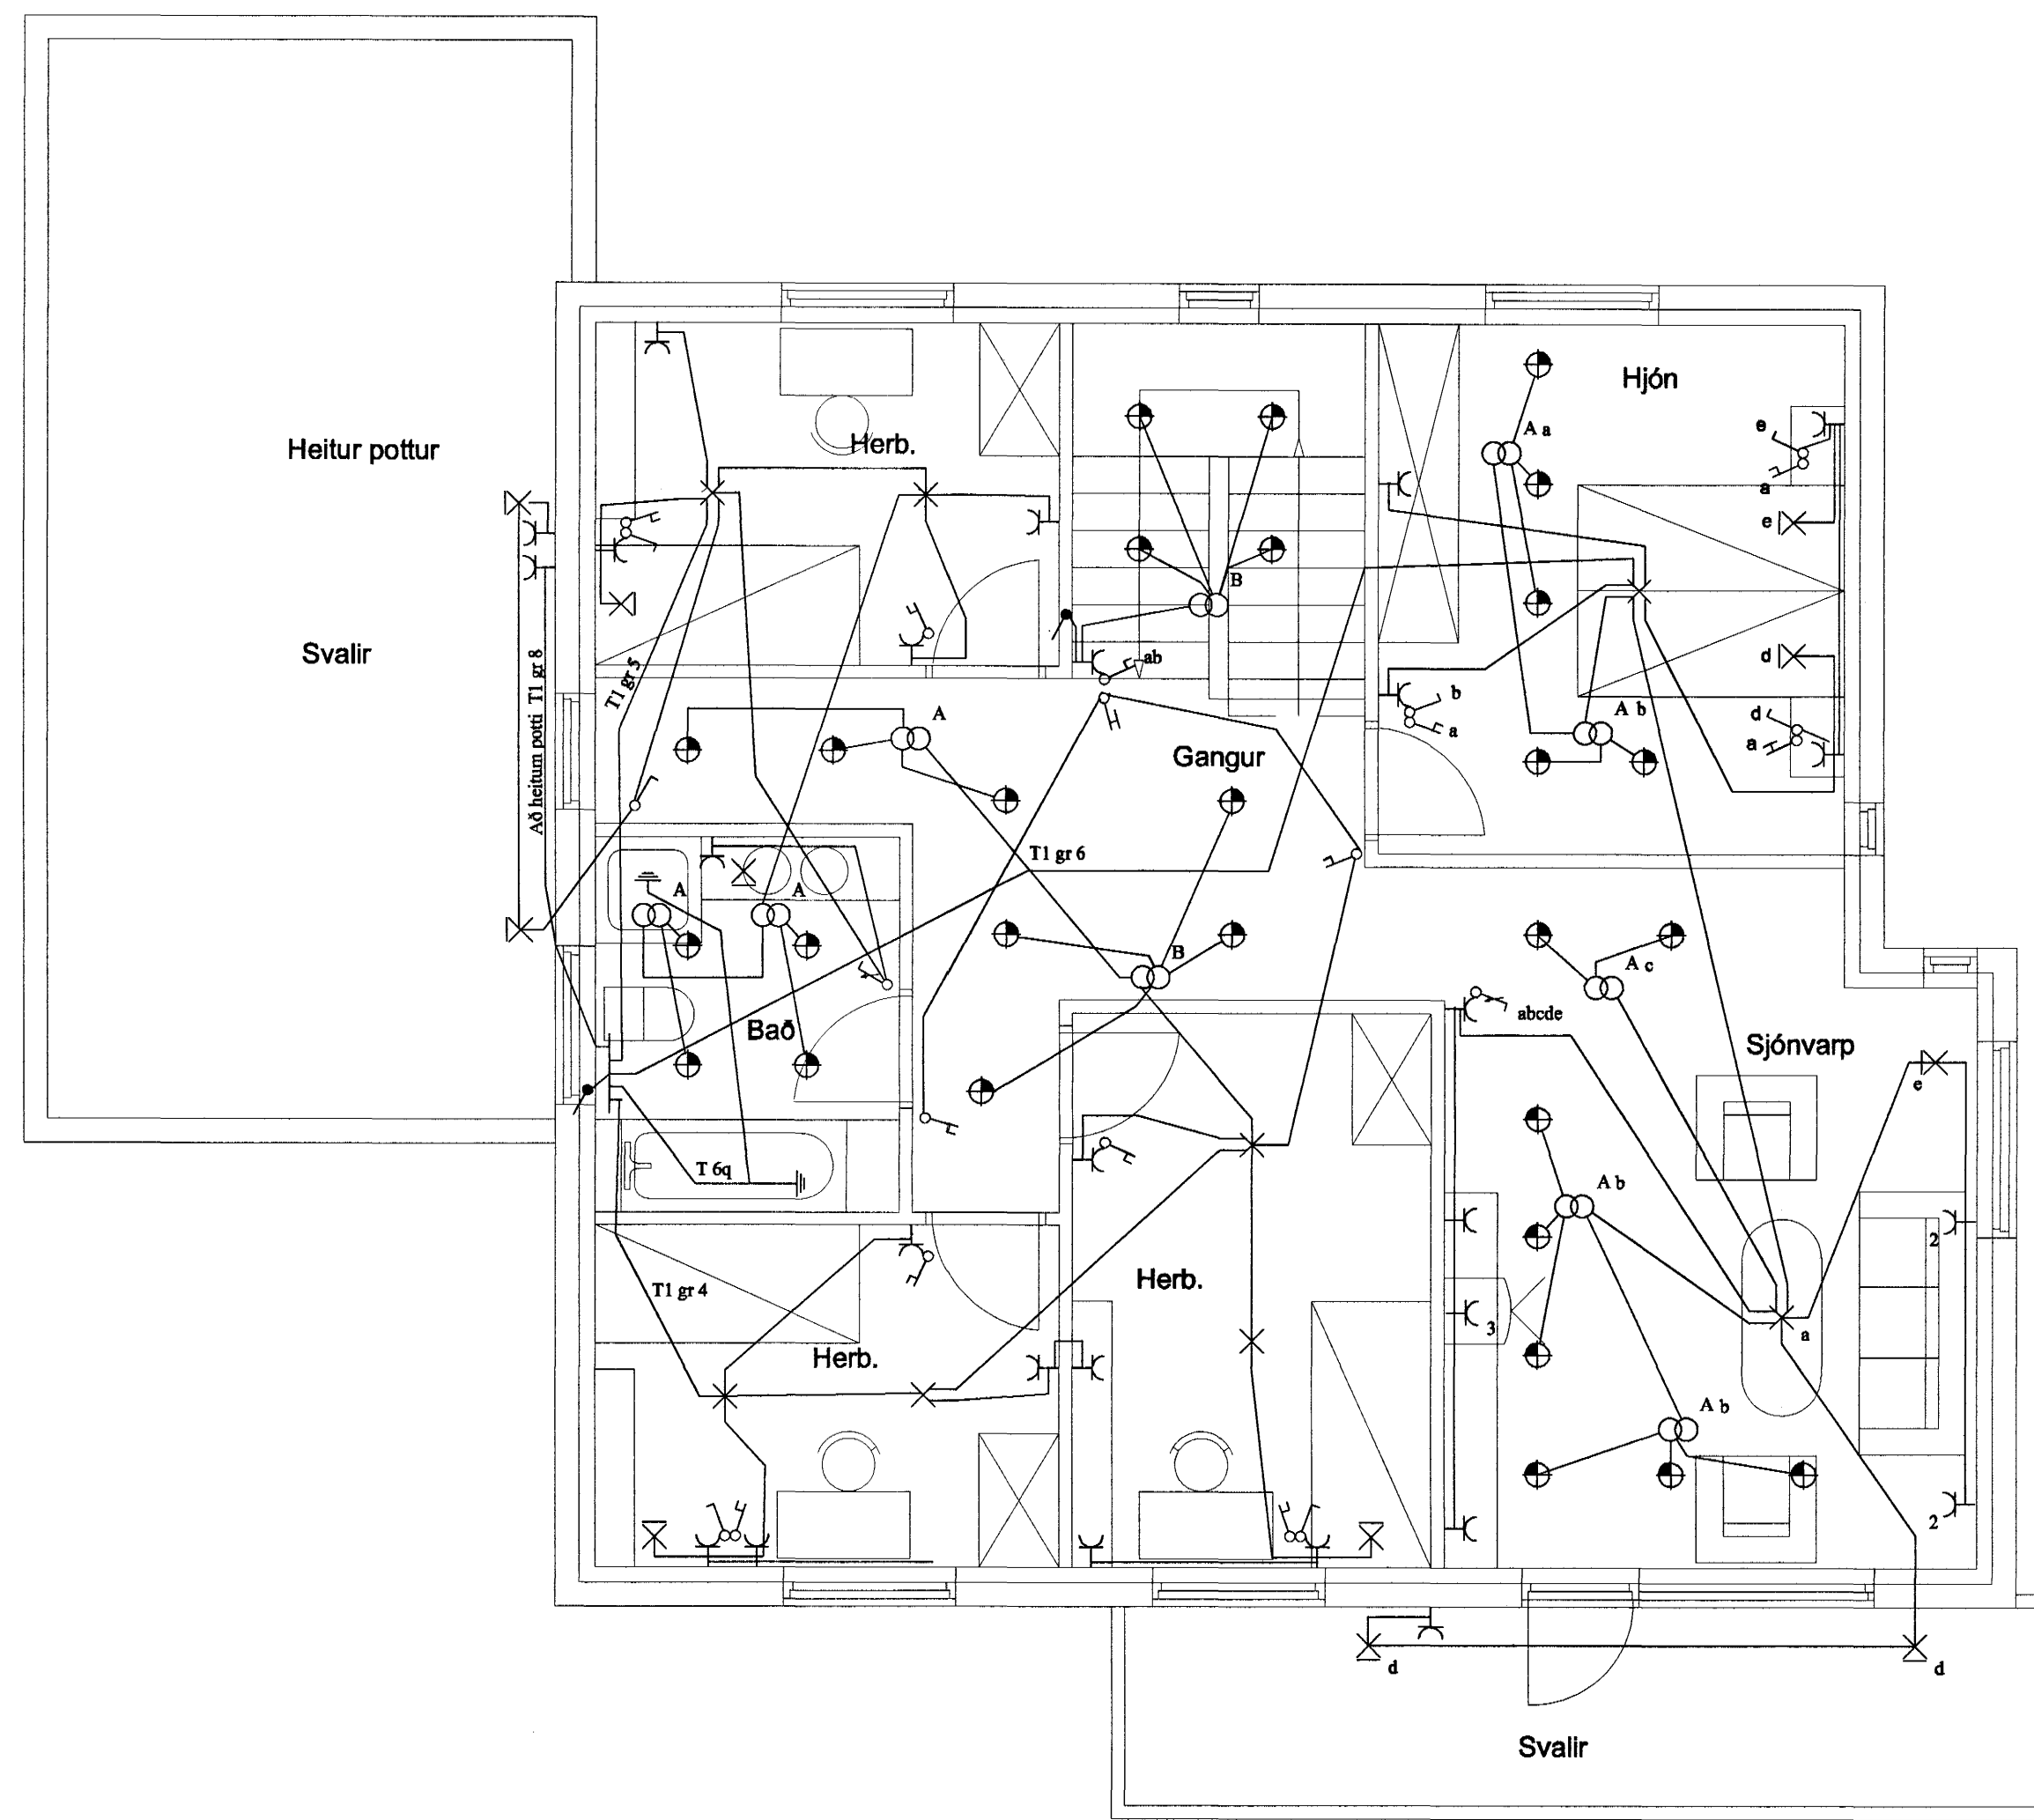 Hjón
A a
e
Heitur pottur
Herb.
a
e
B
Svalir
T1 gr 5
Að heitum potti T1 gr 8
ab
d
b
A b
d
a
a
A
Gangur
T1 gr 6
A
A
B
A c
abcde
Bað
Sjónvarp
e
T 6q
A b
2
Herb.
T1 gr 4
3
a
Herb.
A b
2
d
d
Svalir